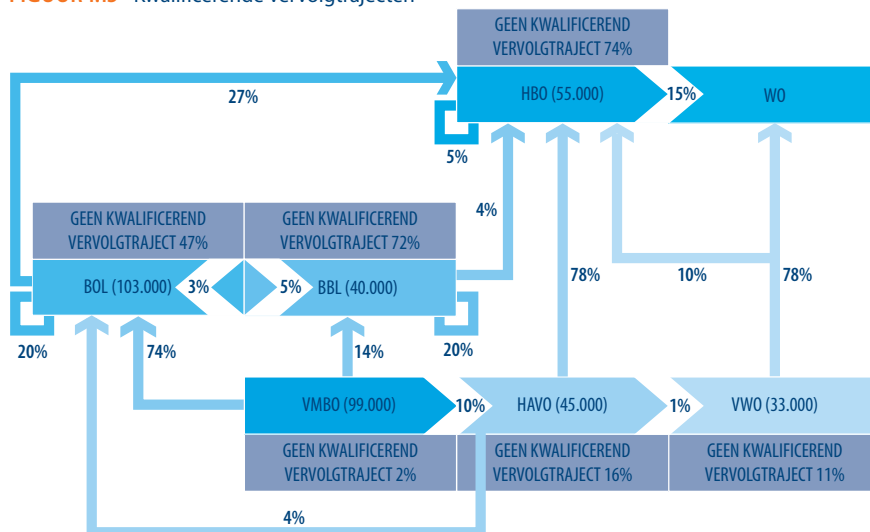 Kwalificerende vervolgtrajecten
GEEN KWALIFICEREND
VERVOLGTRAJECT 74%
27%
HBO (55.000)
15%
WO
5%
4%
GEEN KWALIFICEREND
VERVOLGTRAJECT 47%
GEEN KWALIFICEREND
VERVOLGTRAJECT 72%
BOL (103.000)
3%
5%
BBL (40.000)
78%
10%
78%
20%
74%
14%
20%
VMBO (99.000)
10%
HAVO (45.000)
1%
VWO (33.000)
GEEN KWALIFICEREND
VERVOLGTRAJECT 2%
GEEN KWALIFICEREND
VERVOLGTRAJECT 16%
GEEN KWALIFICEREND
VERVOLGTRAJECT 11%
4%